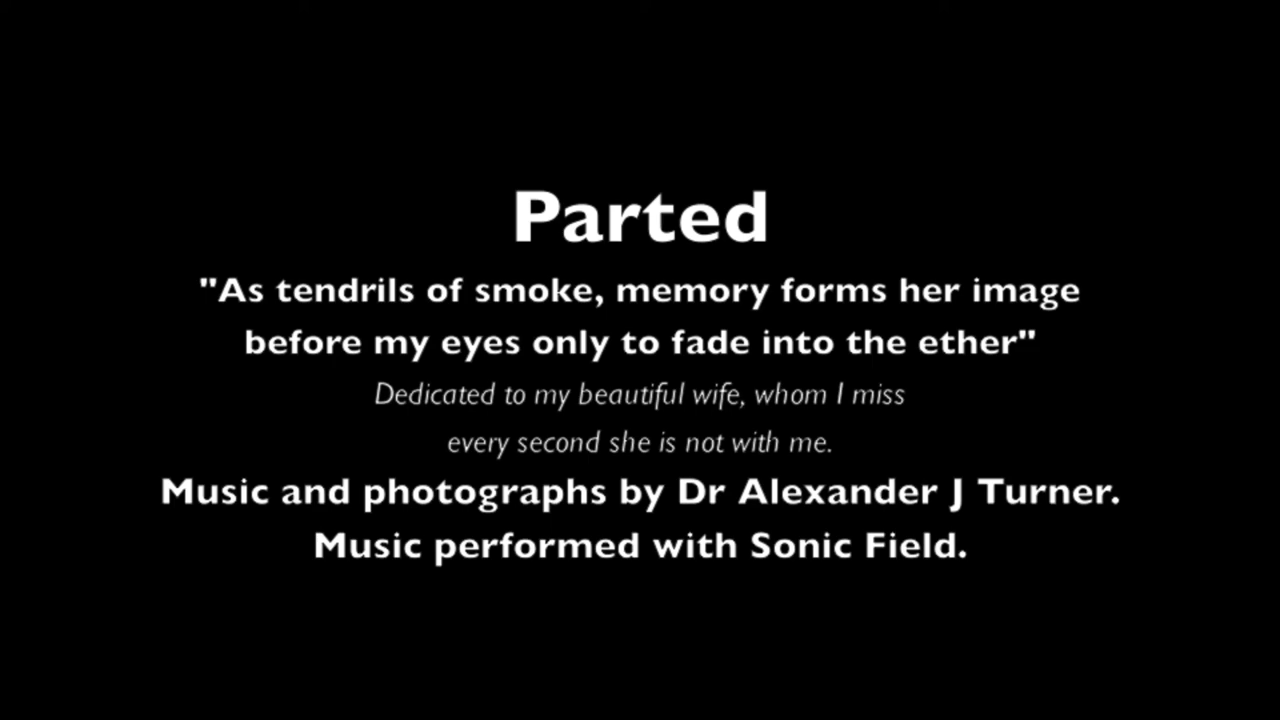 Parted
"As tendrils of smoke, memory forms her image
before my eyes only to fade into the ether"
Dedicated to my beautiful wife, whom I miss
every second she is not with me.
Music and photographs by Dr Alexander J Turner.
Music performed with Sonic Field.